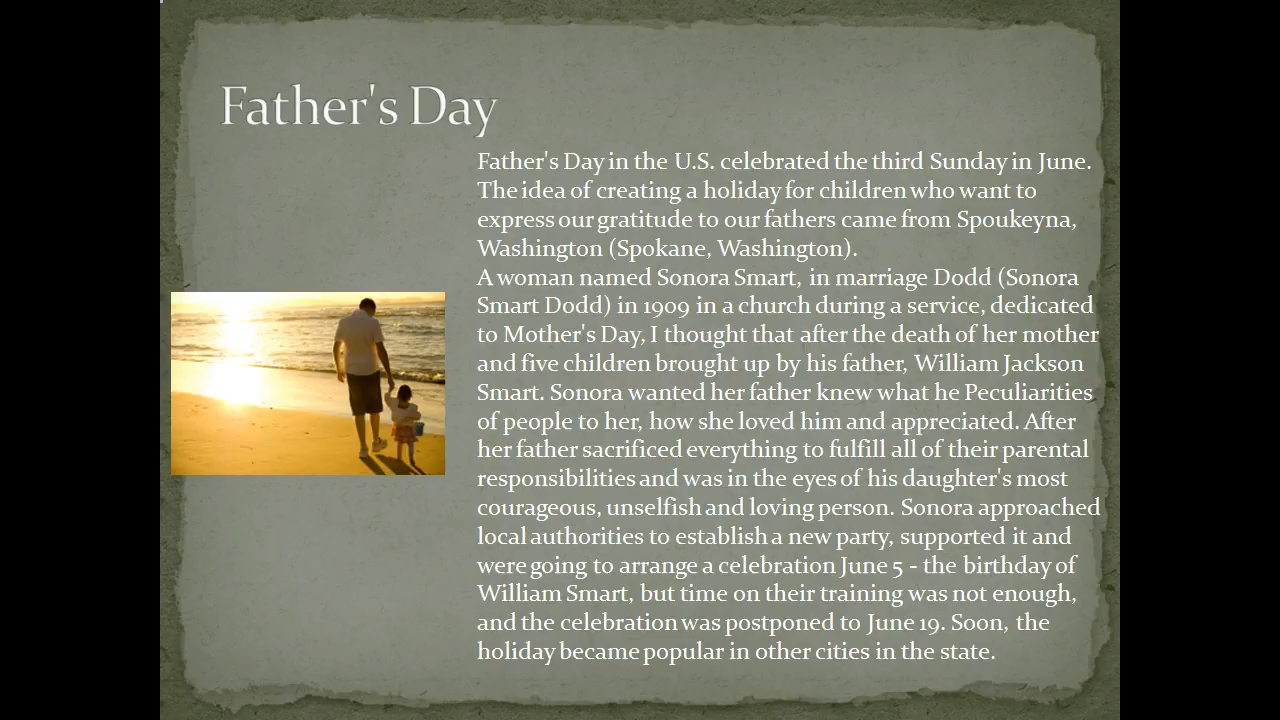 Father's Day
Father's Day in the U.S. celebrated the third Sunday in June.
The idea of creating a holiday for children who want to
express our gratitude to our fathers came from Spoukeyna,
Washington (Spokane, Washington).
A woman named Sonora Smart, in marriage Dodd (Sonora
Smart Dodd) in 1909 in a church during a service, dedicated
to Mother's Day, I thought that after the death of her mother
and five children brought up by his father, William Jackson
Smart. Sonora wanted her father knew what he Peculiarities
of people to her, how she loved him and appreciated. After
her father sacrificed everything to fulfill all of their parental
responsibilities and was in the eyes of his daughter's most
courageous, unselfish and loving person. Sonora approached
local authorities to establish a new party, supported it and
were going to arrange a celebration June 5 - the birthday of
William Smart, but time on their training was not enough,
and the celebration was postponed to June 19. Soon, the
holiday became popular in other cities in the state.